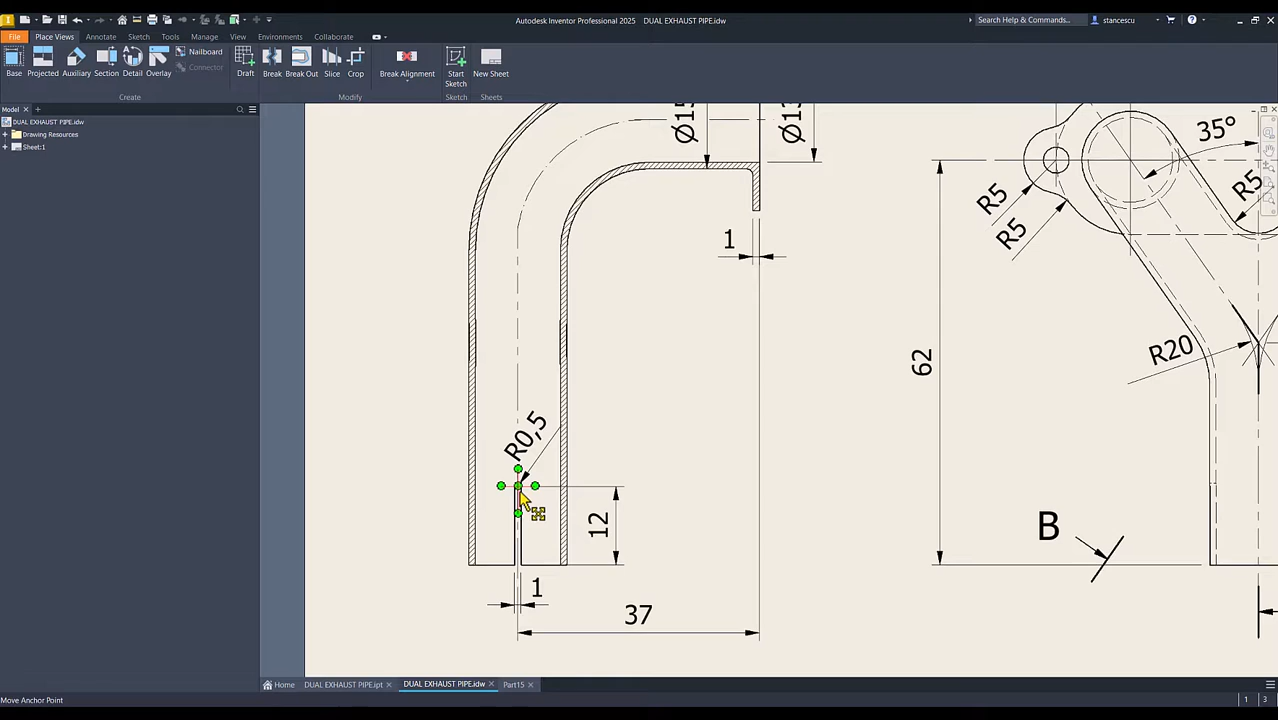 Autodesk Inventor Professional 2025 DUAL EXHAUST PIPE.idw
Search Help & Commands...
stancescu
File
Place Views
Annotate
Sketch
Tools
Manage
View
Environments
Collaborate
Base
Projected
Auxiliary
Section
Detail
Overlay
Nailboard
Connector
Draft
Break
Break Out
Slice
Crop
Break Alignment
Start
Sketch
New Sheet
Create
Modify
Sketch
Sheets
Model
DUAL EXHAUST PIPE.idw
Drawing Resources
Sheet:1
35°
R5
R5
R5
1
62
R20
R0,5
12
B
1
37
Home
DUAL EXHAUST PIPE.ipt
DUAL EXHAUST PIPE.idw
Part15
Move Anchor Point
1
3